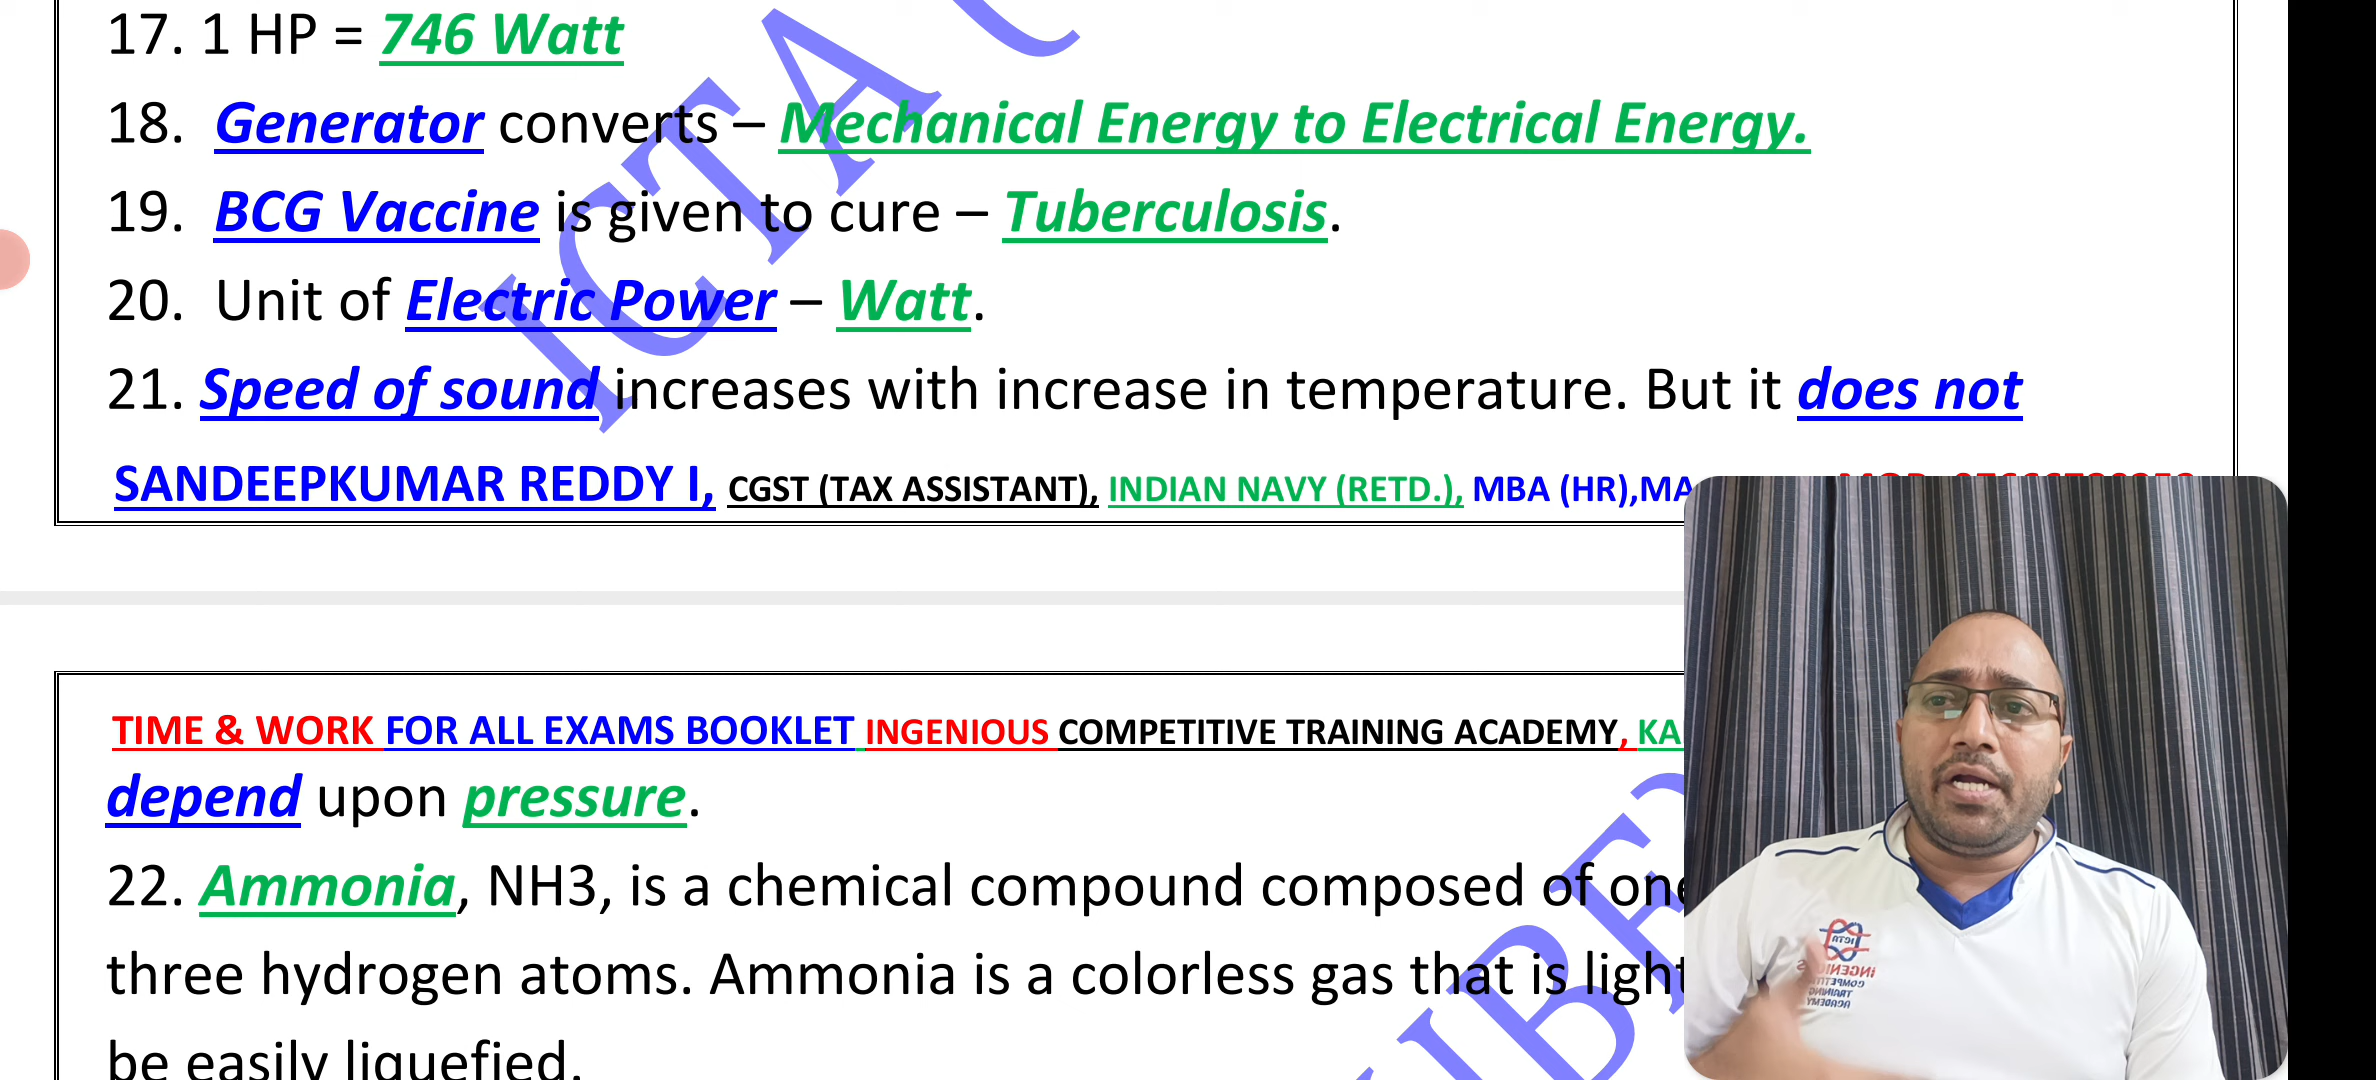 17. 1 HP = 746 Watt
18. Generator converts – Mechanical Energy to Electrical Energy.
19. BCG Vaccine is given to cure – Tuberculosis.
20. Unit of Electric Power – Watt.
21. Speed of sound increases with increase in temperature. But it does not
SANDEEPKUMAR REDDY I, CGST (TAX ASSISTANT), INDIAN NAVY (RETD.), MBA (HR),MA
TIME & WORK FOR ALL EXAMS BOOKLET INGENIOUS COMPETITIVE TRAINING ACADEMY, KA
depend upon pressure.
22. Ammonia, NH3, is a chemical compound composed of one
three hydrogen atoms. Ammonia is a colorless gas that is light
be easily liquefied.
ICTA
ICTA
TRAINING
ACADEMY